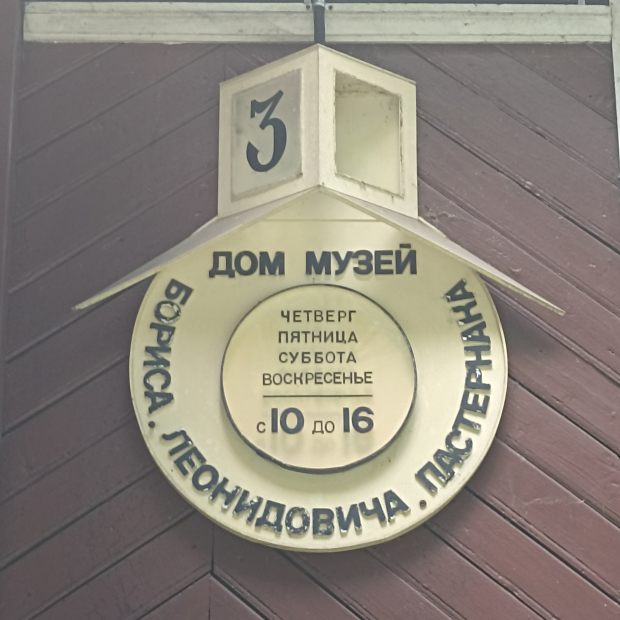 3
ДОМ МУЗЕЙ
БОРИСА. ЛЕОНИДОВИЧА. ПАСТЕРНАКА
ЧЕТВЕРГ
ПЯТНИЦА
СУББОТА
ВОСКРЕСЕНЬЕ
С 10 ДО 16